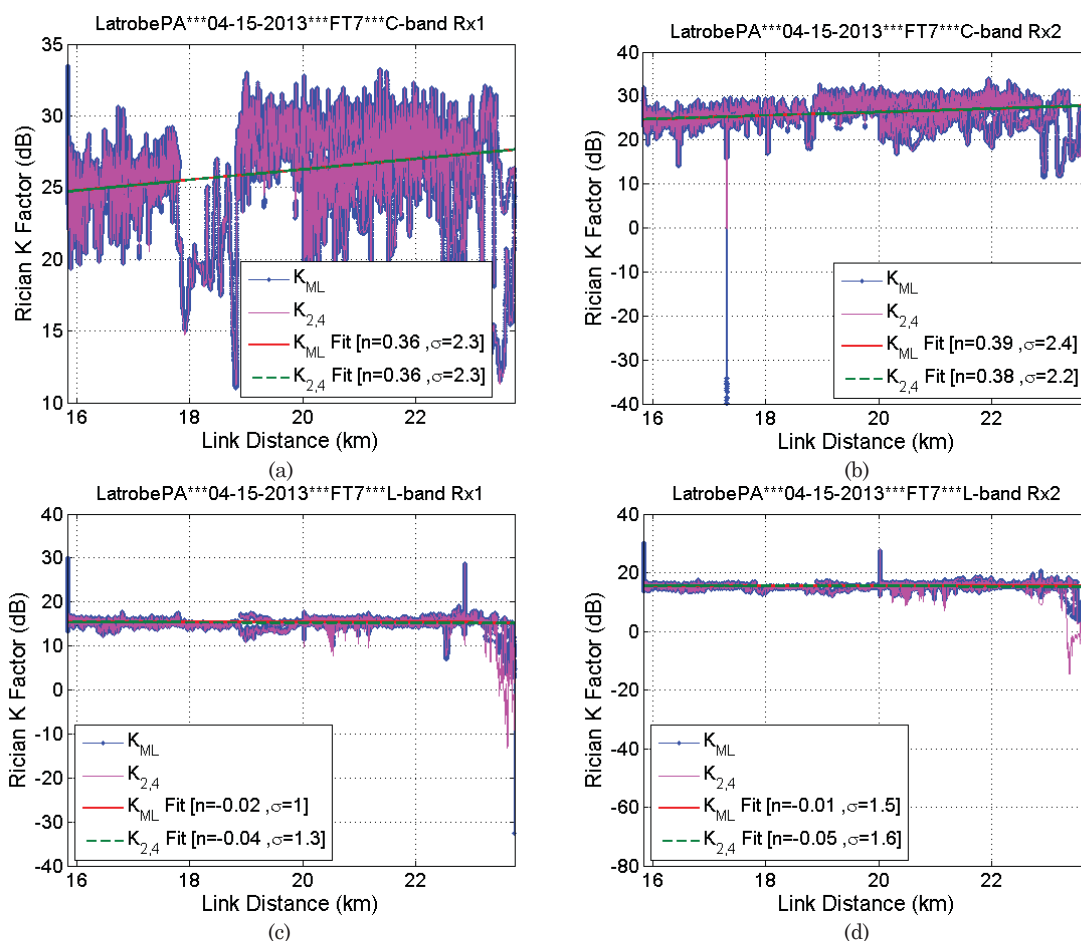 LatrobePA***04-15-2013***FT7***C-band Rx1
Rician K Factor (dB)
35
30
25
20
15
10
K_ML
K_2,4
K_ML Fit [n=0.36 ,σ=2.3]
K_2,4 Fit [n=0.36 ,σ=2.3]
16 18 20 22
Link Distance (km)
(a)
LatrobePA***04-15-2013***FT7***C-band Rx2
Rician K Factor (dB)
40
30
20
10
0
-10
-20
-30
-40
K_ML
K_2,4
K_ML Fit [n=0.39 ,σ=2.4]
K_2,4 Fit [n=0.38 ,σ=2.2]
16 18 20 22
Link Distance (km)
(b)
LatrobePA***04-15-2013***FT7***L-band Rx1
Rician K Factor (dB)
40
30
20
10
0
-10
-20
-30
-40
K_ML
K_2,4
K_ML Fit [n=-0.02 ,σ=1]
K_2,4 Fit [n=-0.04 ,σ=1.3]
16 18 20 22
Link Distance (km)
(c)
LatrobePA***04-15-2013***FT7***L-band Rx2
Rician K Factor (dB)
40
20
0
-20
-40
-60
-80
K_ML
K_2,4
K_ML Fit [n=-0.01 ,σ=1.5]
K_2,4 Fit [n=-0.05 ,σ=1.6]
16 18 20 22
Link Distance (km)
(d)